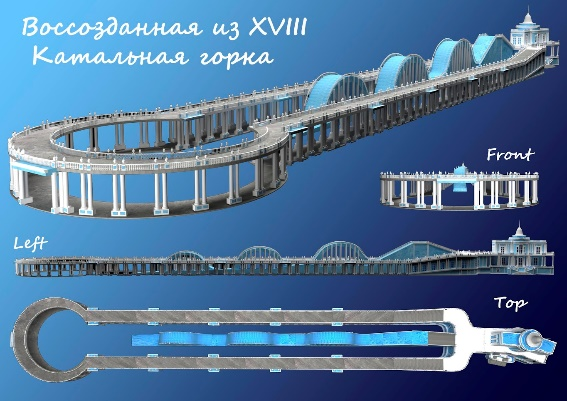 Воссозданная из XVIII
Катальная горка
Front
Left
Top